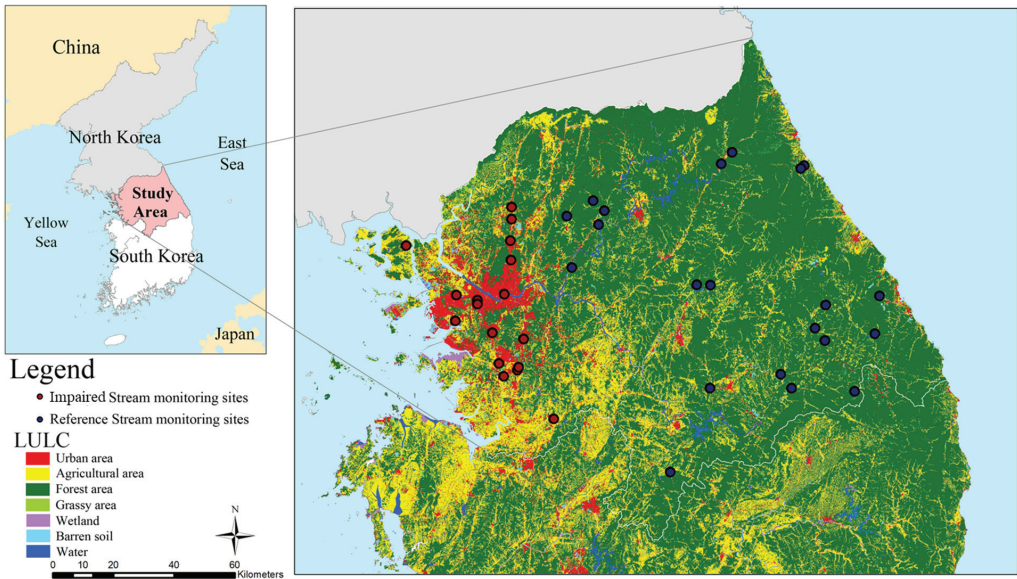 China
North Korea
East
Sea
Study
Area
Yellow
Sea
South Korea
Japan
Legend
Impaired Stream monitoring sites
Reference Stream monitoring sites
LULC
Urban area
Agricultural area
Forest area
Grassy area
Wetland
Barren soil
Water
N
0 10 20 40 60
Kilometers